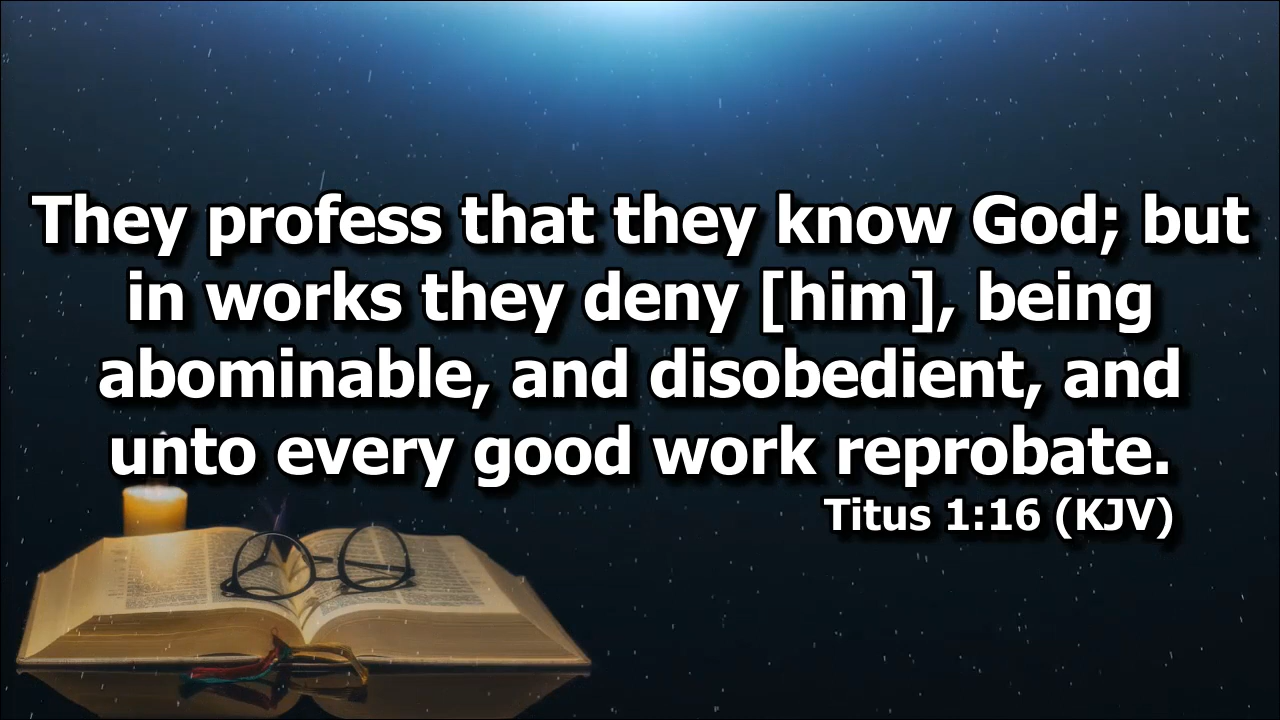 They profess that they know God; but
in works they deny [him], being
abominable, and disobedient, and
unto every good work reprobate.
Titus 1:16 (KJV)